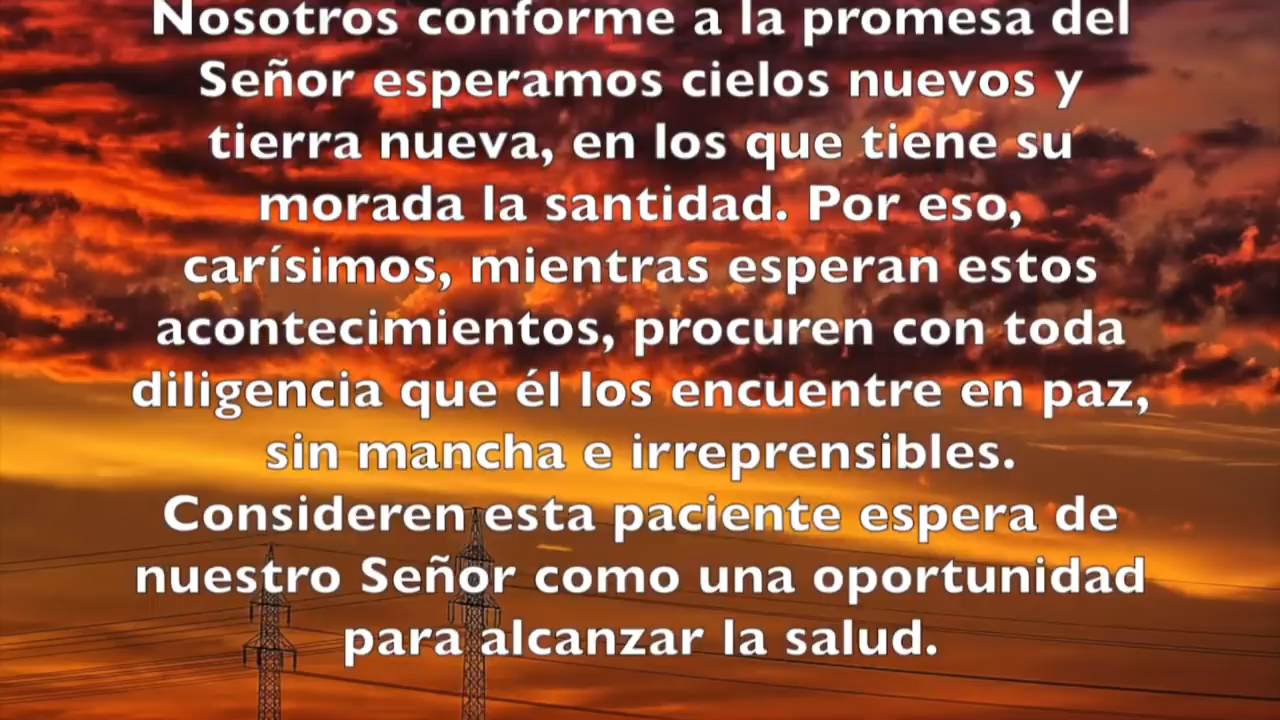 Nosotros conforme a la promesa del
Señor esperamos cielos nuevos y
tierra nueva, en los que tiene su
morada la santidad. Por eso,
carísimos, mientras esperan estos
acontecimientos, procuren con toda
diligencia que él los encuentre en paz,
sin mancha e irreprensibles.
Consideren esta paciente espera de
nuestro Señor como una oportunidad
para alcanzar la salud.